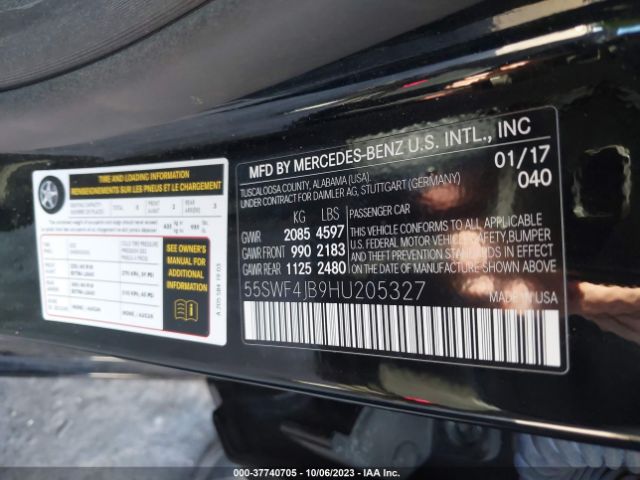 TIRE AND LOADING INFORMATION
RENSEIGNEMENTS SUR LES PNEUS ET LE CHARGEMENT
SEE OWNER'S
MANUAL FOR
ADDITIONAL
INFORMATION
MFD BY MERCEDES-BENZ U.S. INTL., INC
TUSCALOOSA COUNTY, ALABAMA (USA) 01/17
UNDER CONTRACT FOR DAIMLER AG, STUTTGART (GERMANY) 040
KG LBS PASSENGER CAR
GVWR 2085 4597 THIS VEHICLE CONFORMS TO ALL APPLICABLE
GAWR FRONT 990 2183 U.S. FEDERAL MOTOR VEHICLE SAFETY, BUMPER
GAWR REAR 1125 2480 AND THEFT PREVENTION STANDARDS IN EFFECT
ON THE DATE OF MANUFACTURE SHOWN ABOVE.
55SWF4JB9HU205327 MADE IN USA
000-37740705 - 10/06/2023 - IAA Inc.